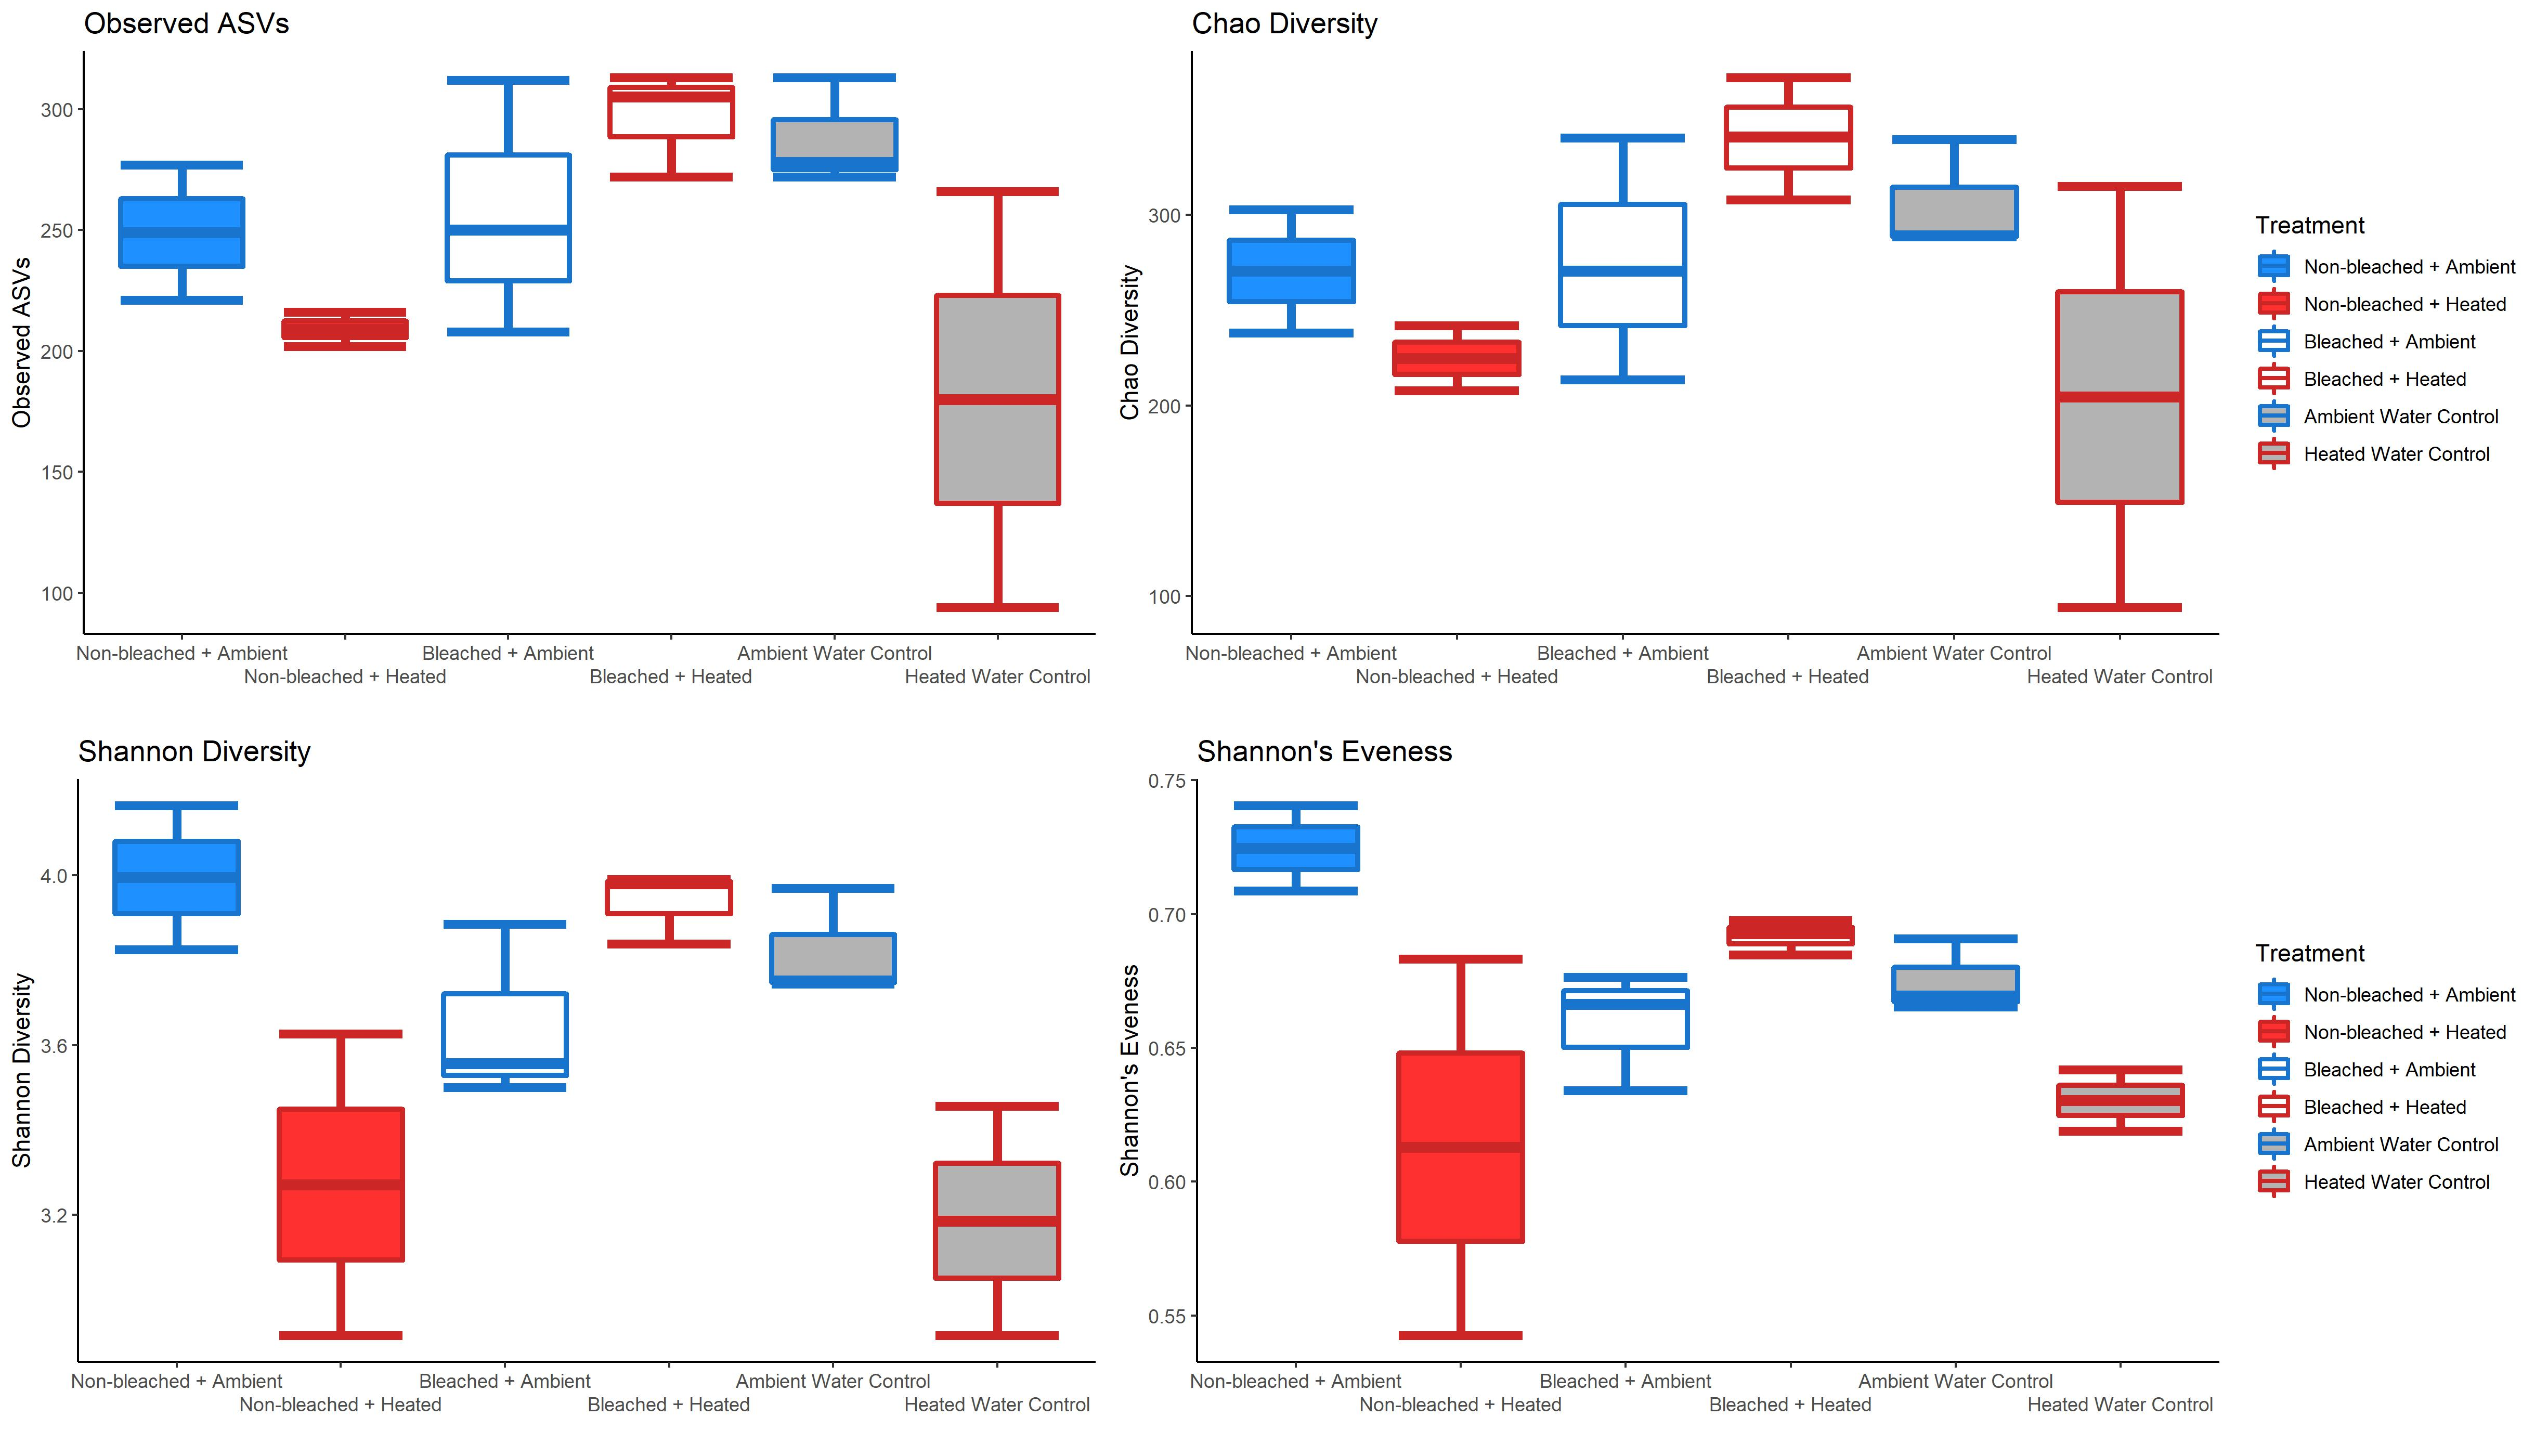 Observed ASVs
Observed ASVs
300
250
200
150
100
Non-bleached + Ambient
Bleached + Ambient
Ambient Water Control
Non-bleached + Heated
Bleached + Heated
Heated Water Control
Chao Diversity
Chao Diversity
300
200
100
Non-bleached + Ambient
Bleached + Ambient
Ambient Water Control
Non-bleached + Heated
Bleached + Heated
Heated Water Control
Treatment
Non-bleached + Ambient
Non-bleached + Heated
Bleached + Ambient
Bleached + Heated
Ambient Water Control
Heated Water Control
Shannon Diversity
Shannon Diversity
4.0
3.6
3.2
Non-bleached + Ambient
Bleached + Ambient
Ambient Water Control
Non-bleached + Heated
Bleached + Heated
Heated Water Control
Shannon's Eveness
Shannon's Eveness
0.75
0.70
0.65
0.60
0.55
Non-bleached + Ambient
Bleached + Ambient
Ambient Water Control
Non-bleached + Heated
Bleached + Heated
Heated Water Control
Treatment
Non-bleached + Ambient
Non-bleached + Heated
Bleached + Ambient
Bleached + Heated
Ambient Water Control
Heated Water Control